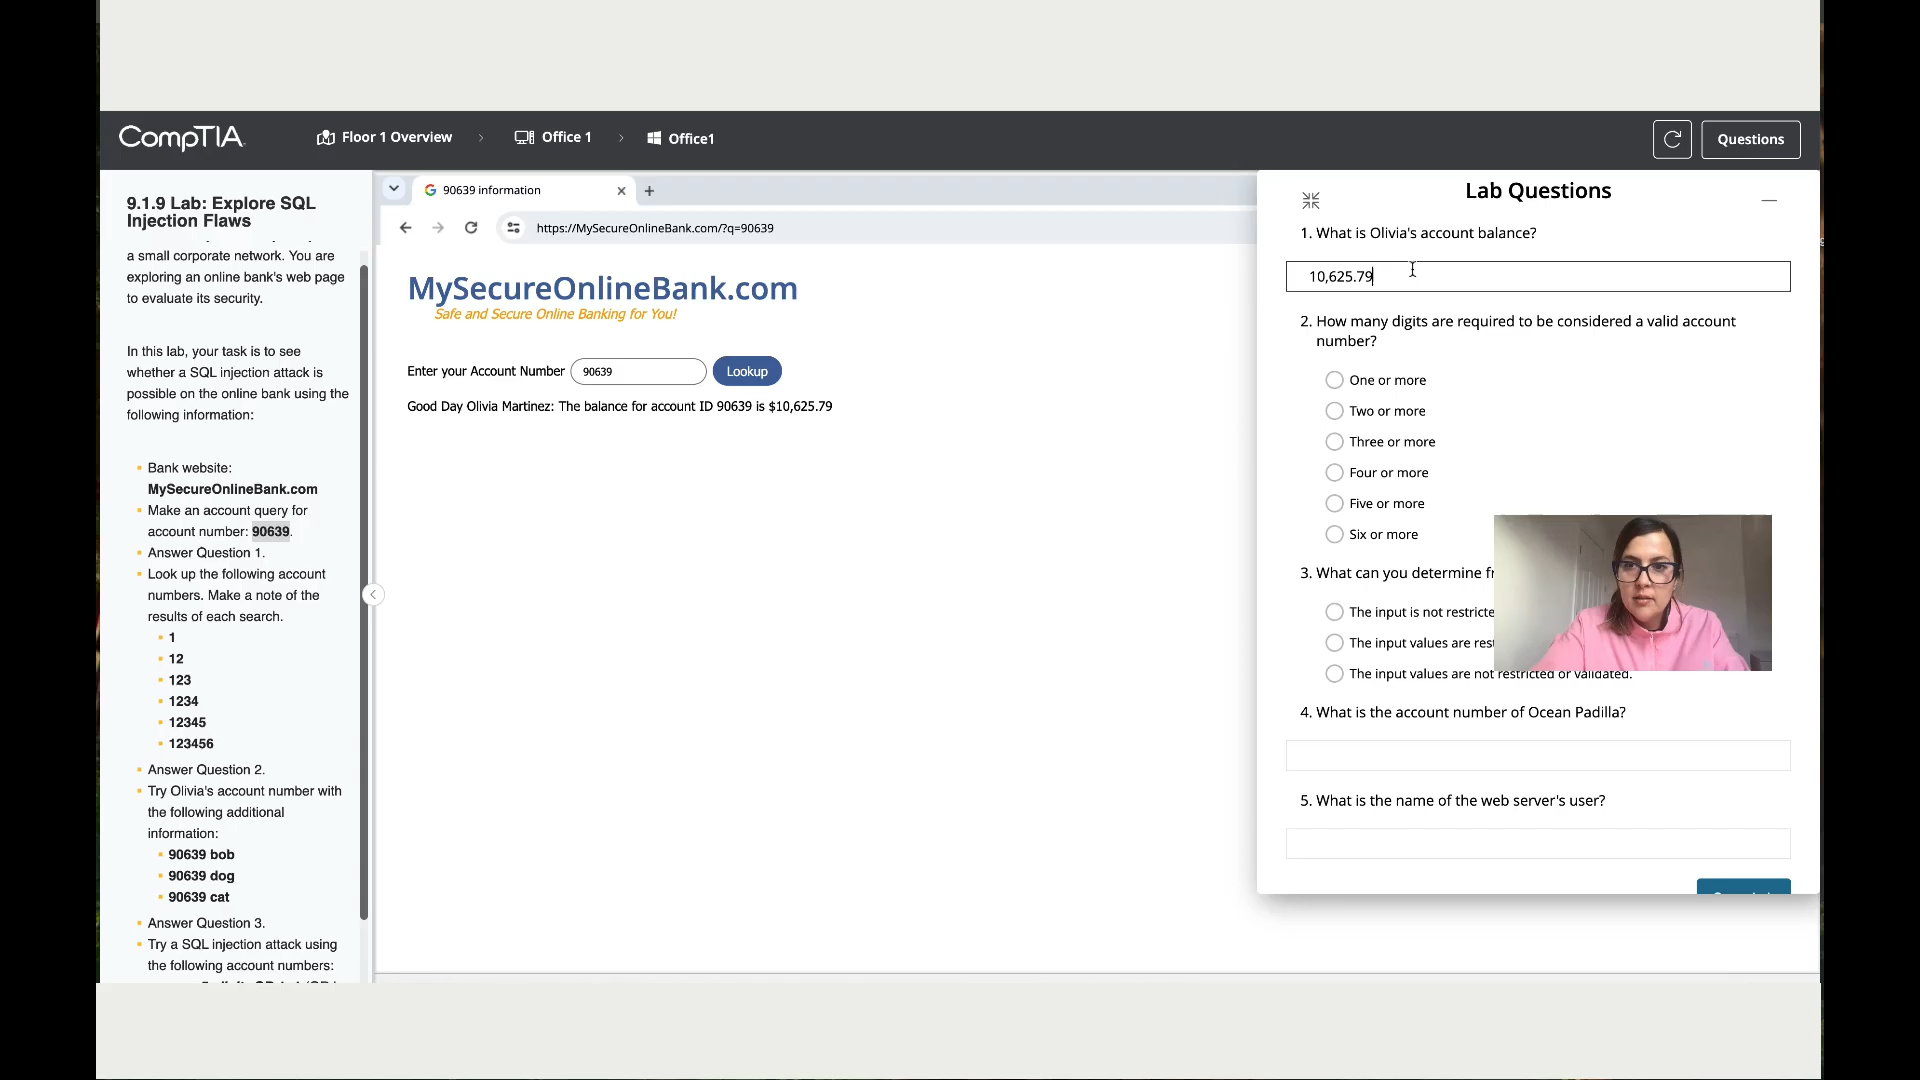 CompTIA.
Floor 1 Overview
Office 1
Office1
Questions
9.1.9 Lab: Explore SQL
Injection Flaws
a small corporate network. You are
exploring an online bank's web page
to evaluate its security.
In this lab, your task is to see
whether a SQL injection attack is
possible on the online bank using the
following information:
Bank website:
MySecureOnlineBank.com
Make an account query for
account number: 90639.
Answer Question 1.
Look up the following account
numbers. Make a note of the
results of each search.
1
12
123
1234
12345
123456
Answer Question 2.
Try Olivia's account number with
the following additional
information:
90639 bob
90639 dog
90639 cat
Answer Question 3.
Try a SQL injection attack using
the following account numbers:
90639 information
https://MySecureOnlineBank.com/?q=90639
MySecureOnlineBank.com
Safe and Secure Online Banking for You!
Enter your Account Number 90639 Lookup
Good Day Olivia Martinez: The balance for account ID 90639 is $10,625.79
Lab Questions
1. What is Olivia's account balance?
10,625.79
2. How many digits are required to be considered a valid account
number?
One or more
Two or more
Three or more
Four or more
Five or more
Six or more
3. What can you determine
The input is not
The input values are
The input values are not restricted or validated.
4. What is the account number of Ocean Padilla?
5. What is the name of the web server's user?